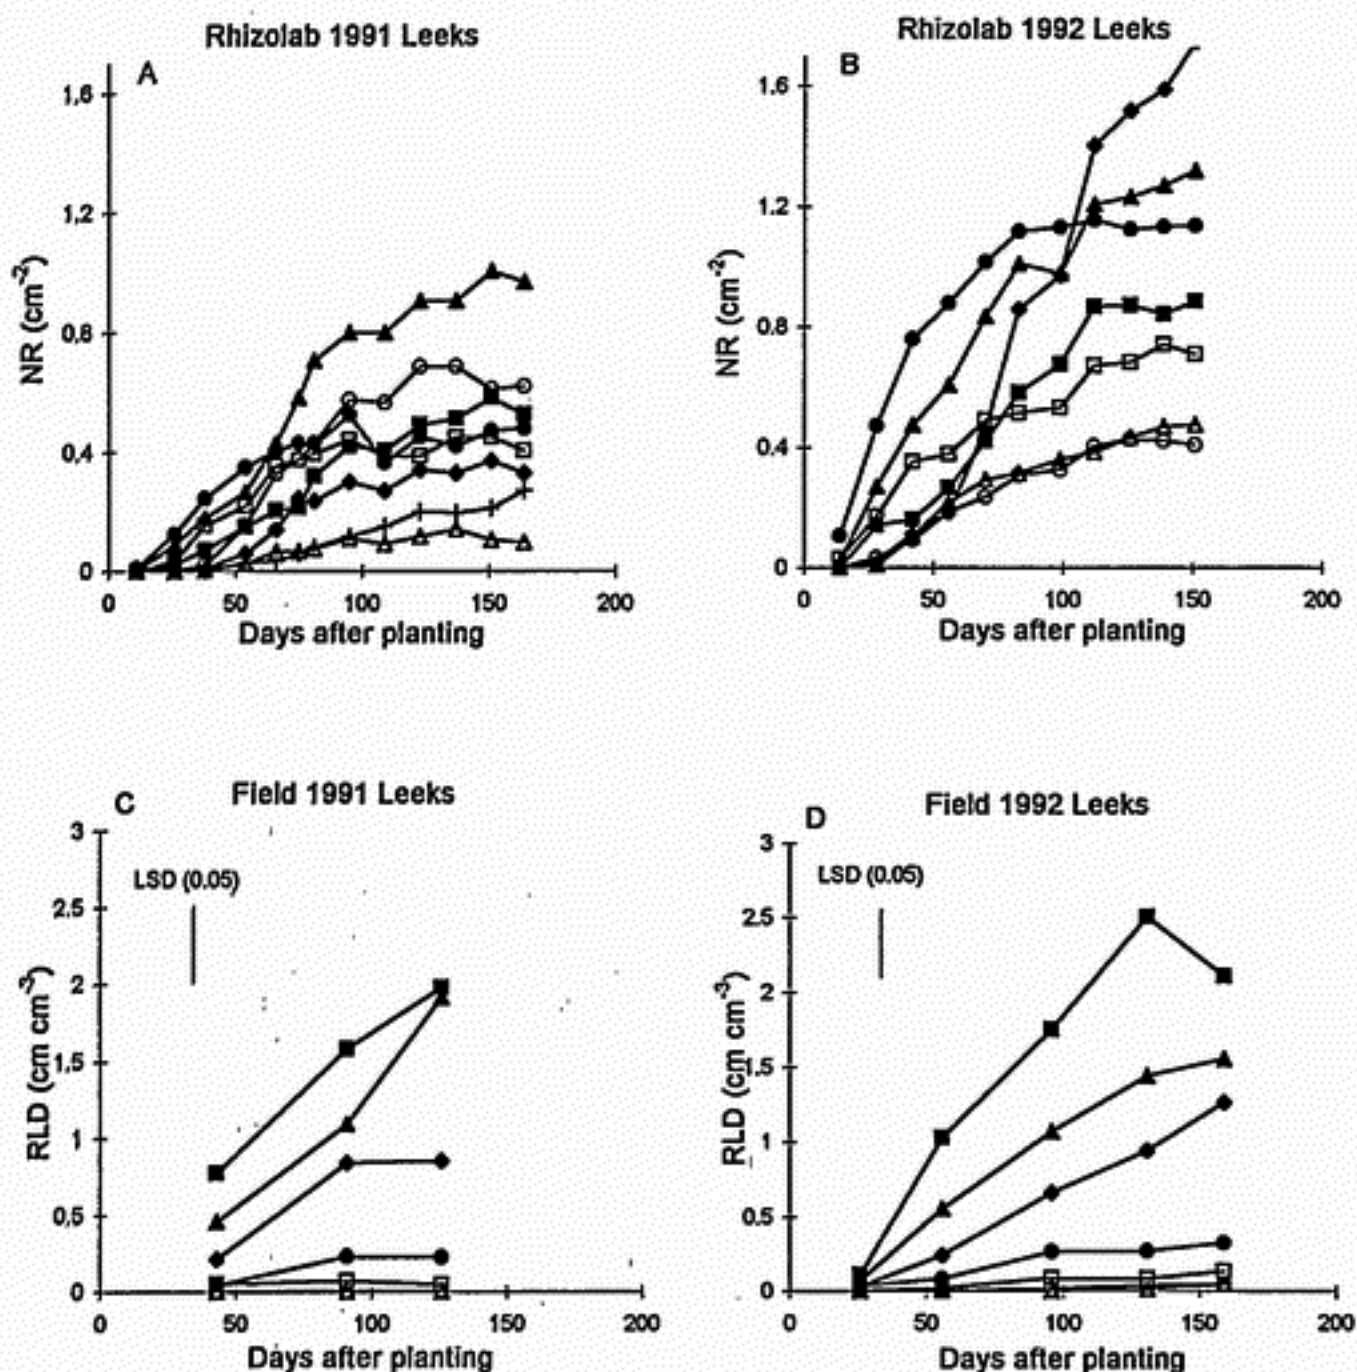 Rhizolab 1991 Leeks
A
1.6
1.2
0.8
0.4
0
NR (cm-2)
0 50 100 150 200
Days after planting
Rhizolab 1992 Leeks
B
1.6
1.2
0.8
0.4
0
NR (cm-2)
0 50 100 150 200
Days after planting
C
Field 1991 Leeks
3
LSD (0.05)
2.5
2
1.5
1
0.5
0
RLD (cm cm-3)
0 50 100 150 200
Days after planting
D
Field 1992 Leeks
3
LSD (0.05)
2.5
2
1.5
1
0.5
0
RLD (cm cm-3)
0 50 100 150 200
Days after planting